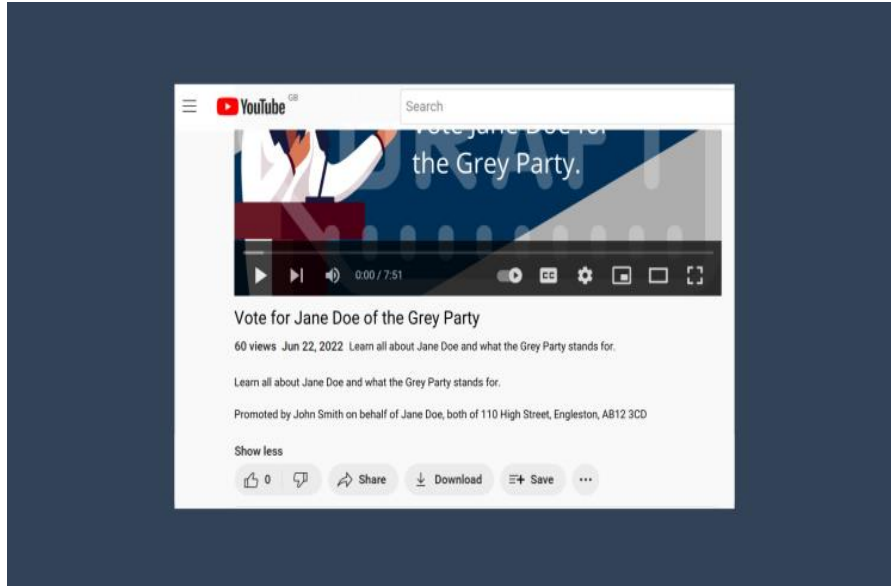 YouTube GB
Search
Vote Jane Doe for
the Grey Party.
DRAFT
0:00 / 7:51
CC
Vote for Jane Doe of the Grey Party
60 views Jun 22, 2022 Learn all about Jane Doe and what the Grey Party stands for.
Learn all about Jane Doe and what the Grey Party stands for.
Promoted by John Smith on behalf of Jane Doe, both of 110 High Street, Engleston, AB12 3CD
Show less
0
Share
Download
Save